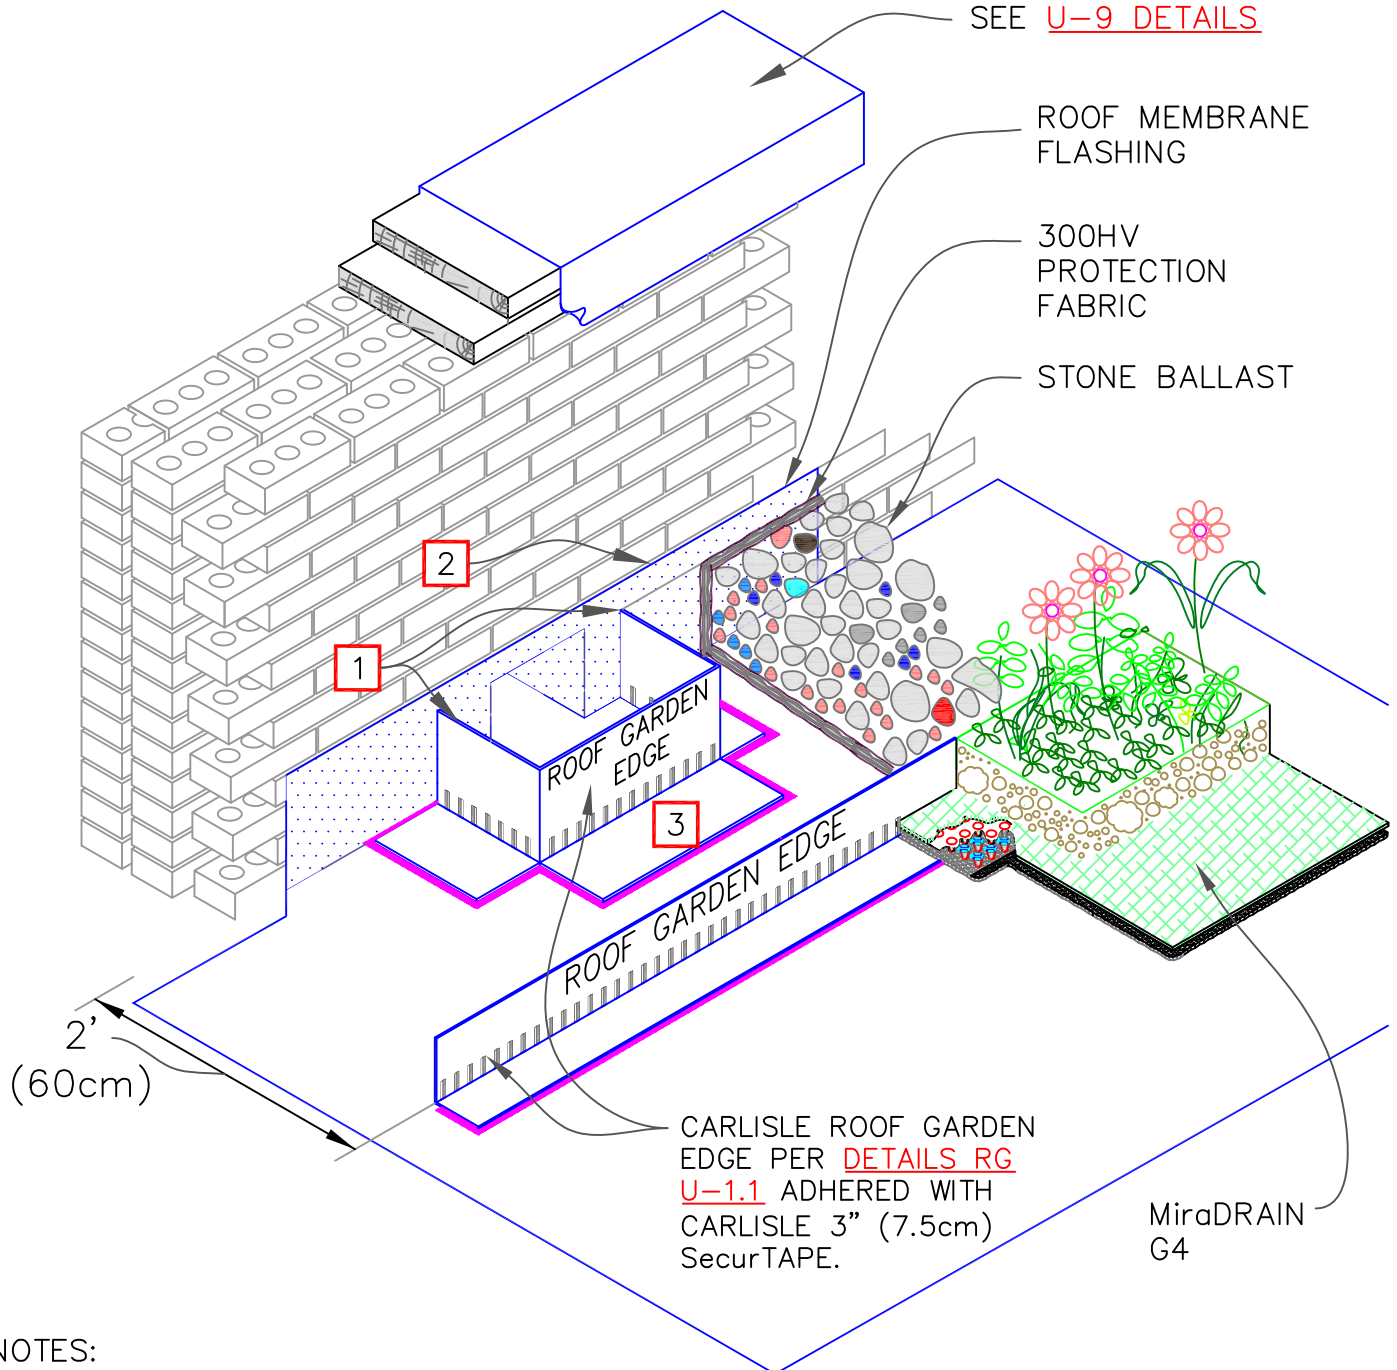 SEE U-9 DETAILS
ROOF MEMBRANE
FLASHING
300HV
PROTECTION
FABRIC
STONE BALLAST
2
1
ROOF GARDEN
EDGE
3
ROOF GARDEN EDGE
2'
(60cm)
CARLISLE ROOF GARDEN
EDGE PER DETAILS RG
U-1.1 ADHERED WITH
CARLISLE 3" (7.5cm)
SecurTAPE.
MiraDRAIN
G4
NOTES: